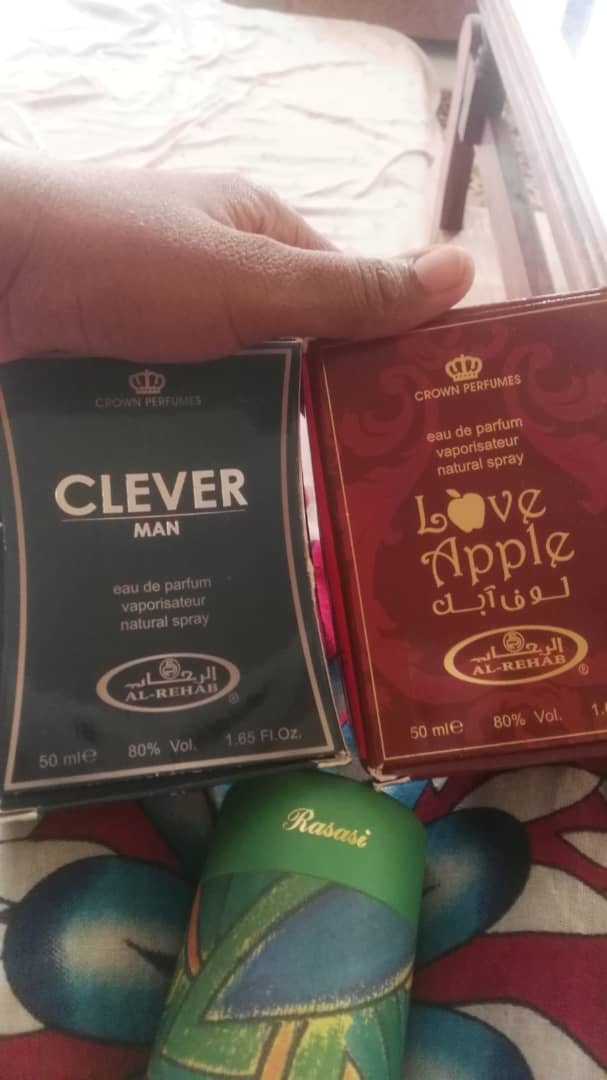 CROWN PERFUMES
CLEVER
MAN
eau de parfum
vaporisateur
natural spray
الرحاب
AL-REHAB®
50 ml℮ 80% Vol. 1.65 Fl.Oz.
CROWN PERFUMES
eau de parfum
vaporisateur
natural spray
Love
Apple
لوف آبل
الرحاب
AL-REHAB®
50 ml℮ 80% Vol.
Rasasi